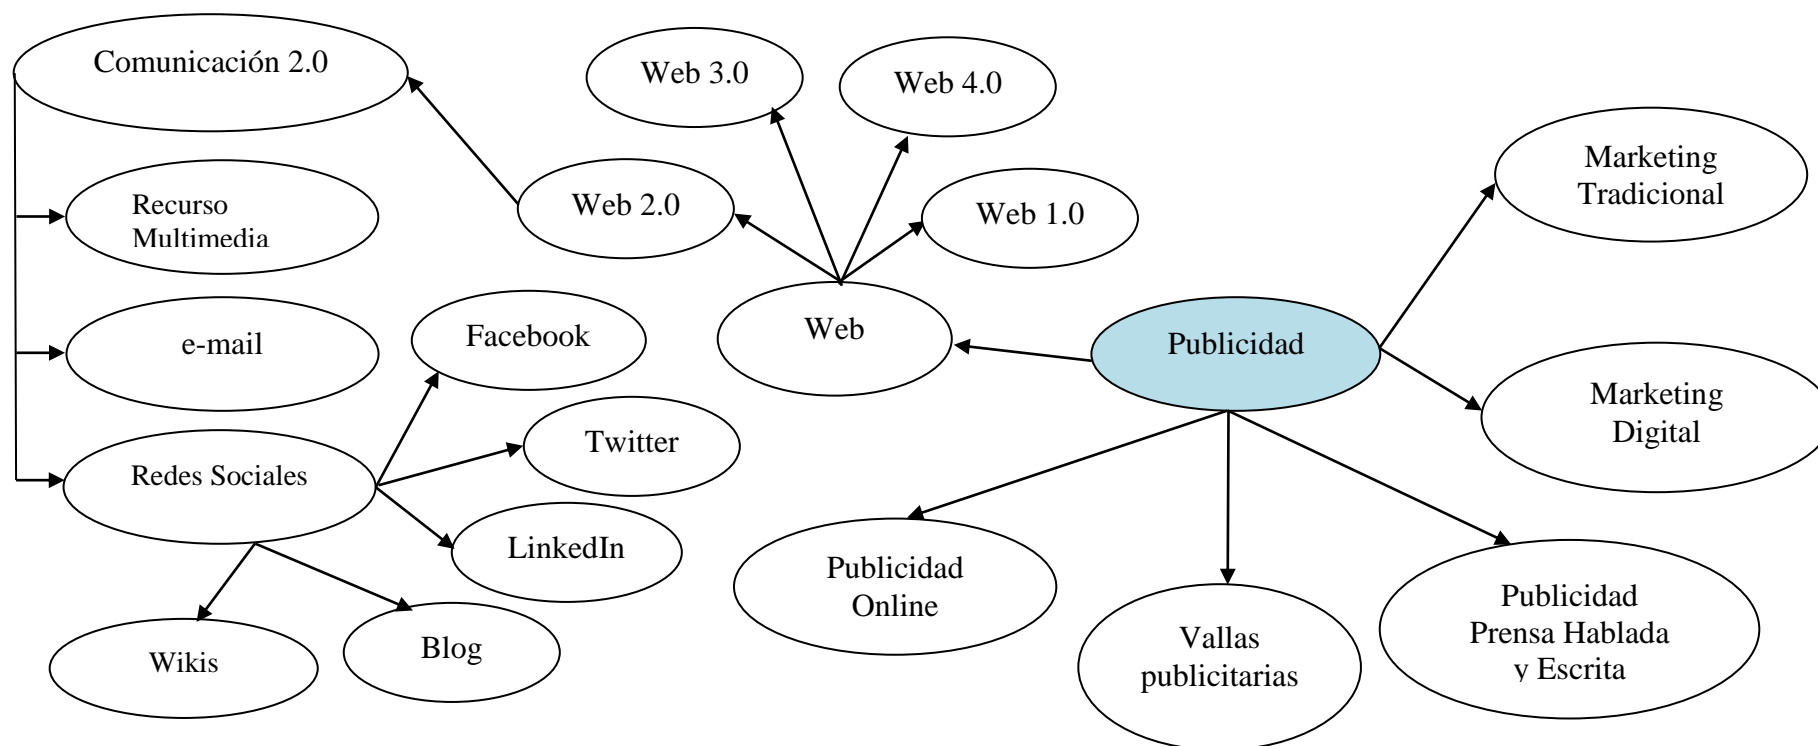 Comunicación 2.0
Web 3.0
Web 4.0
Marketing
Tradicional
Recurso
Multimedia
Web 2.0
Web 1.0
e-mail
Facebook
Web
Publicidad
Marketing
Digital
Redes Sociales
Twitter
LinkedIn
Publicidad
Online
Vallas
publicitarias
Publicidad
Prensa Hablada
y Escrita
Wikis
Blog